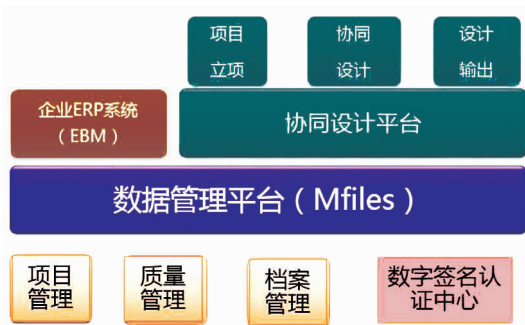 项目
立项
协同
设计
设计
输出
企业ERP系统
（EBM）
协同设计平台
数据管理平台（Mfiles）
项目
管理
质量
管理
档案
管理
数字签名认
证中心